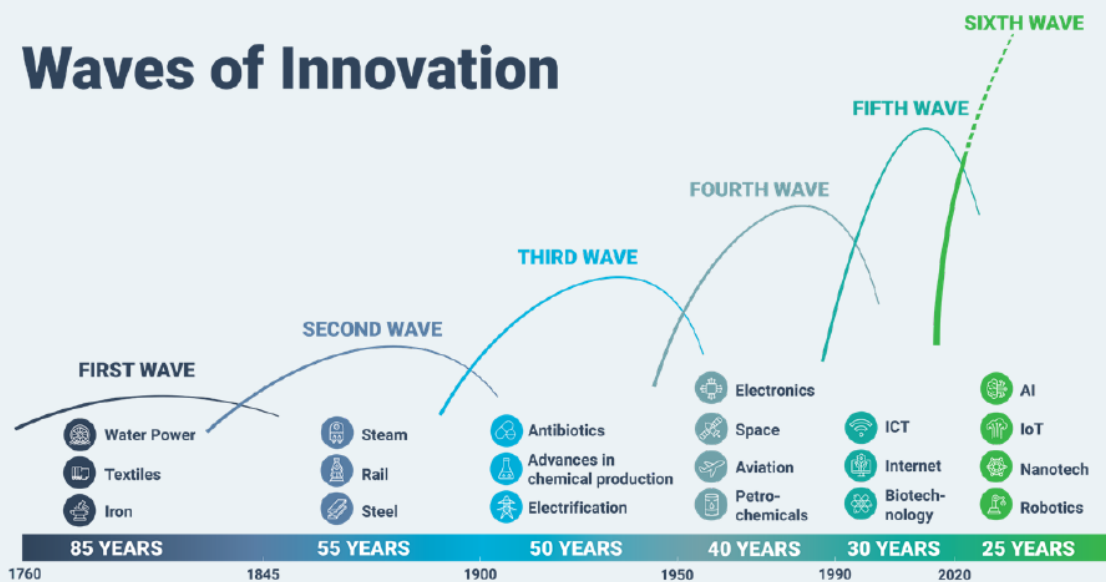 Waves of Innovation
SIXTH WAVE
FIFTH WAVE
FOURTH WAVE
THIRD WAVE
SECOND WAVE
FIRST WAVE
Water Power
Textiles
Iron
Steam
Rail
Steel
Antibiotics
Advances in
chemical production
Electrification
Electronics
Space
Aviation
Petro-
chemicals
ICT
Internet
Biotech-
nology
AI
IoT
Nanotech
Robotics
85 YEARS
55 YEARS
50 YEARS
40 YEARS
30 YEARS
25 YEARS
1760
1845
1900
1950
1990
2020